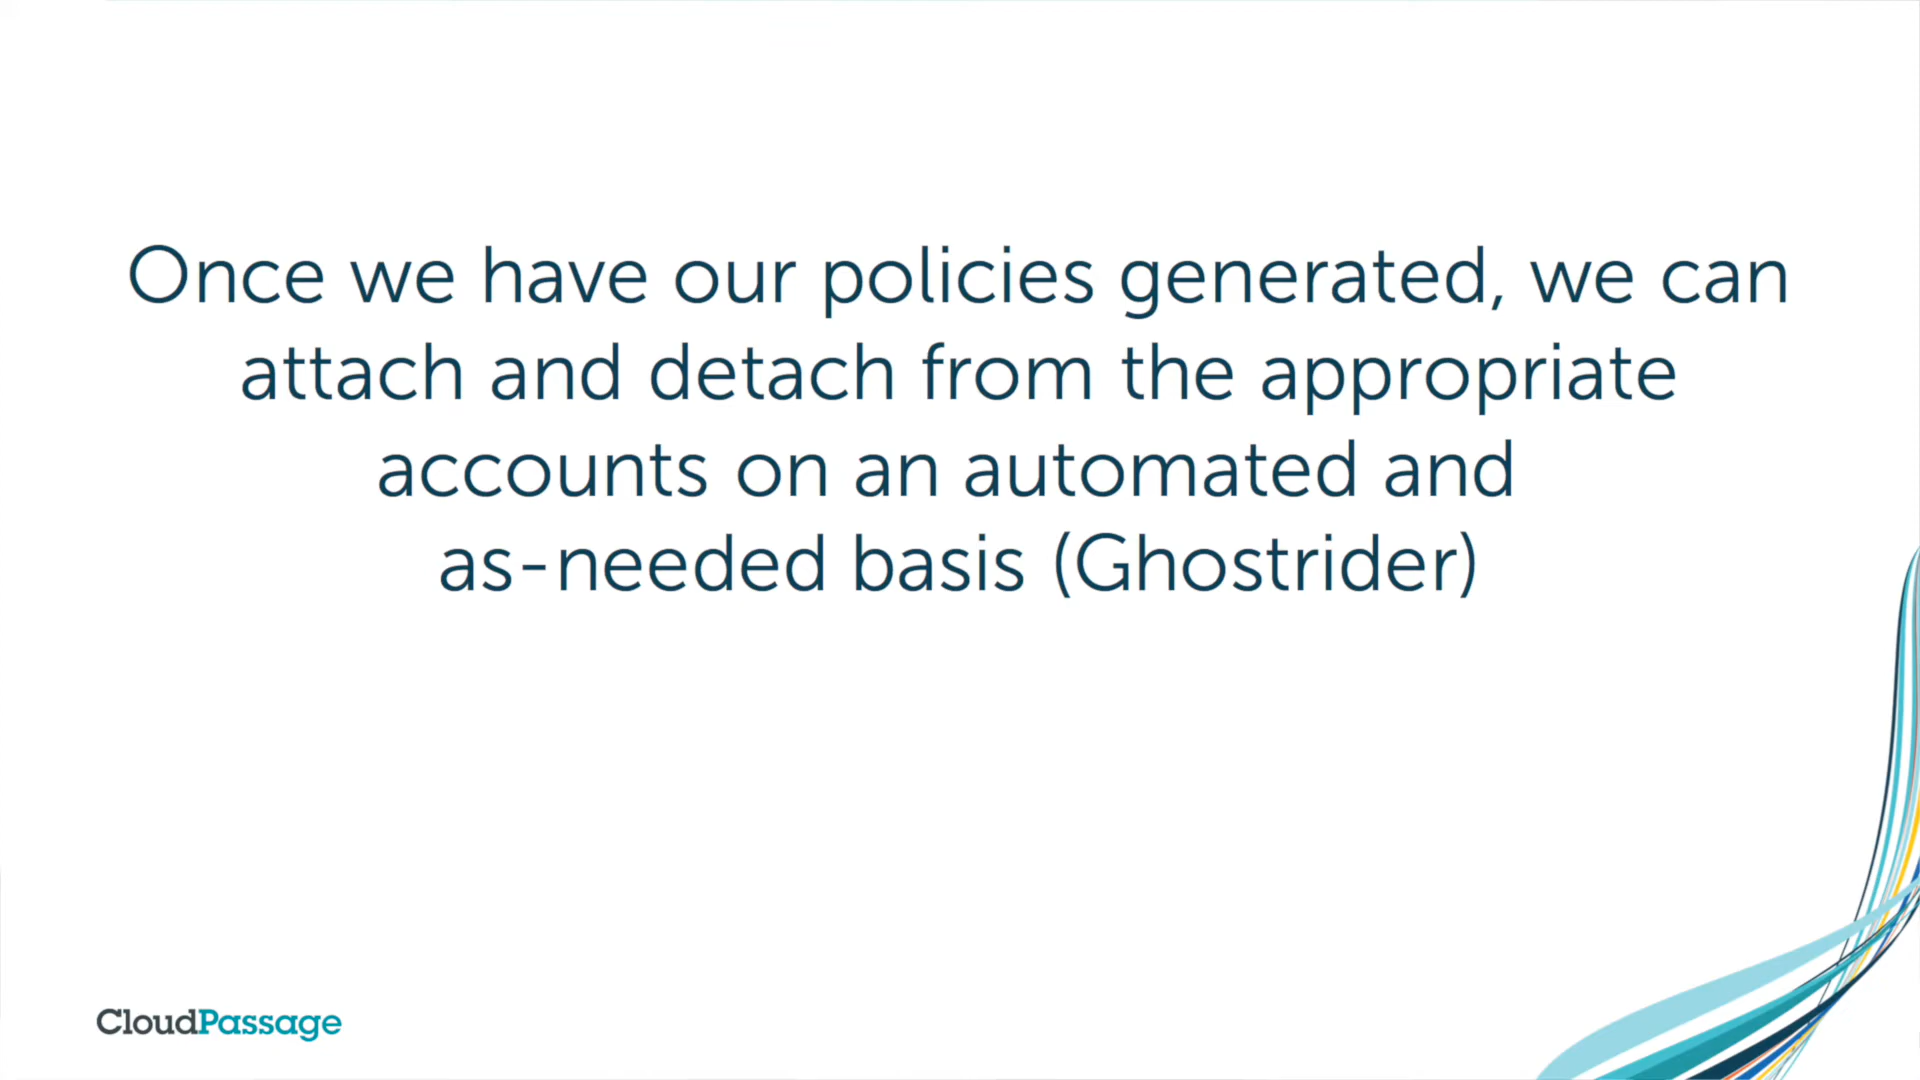 Once we have our policies generated, we can
attach and detach from the appropriate
accounts on an automated and
as-needed basis (Ghostrider)
CloudPassage